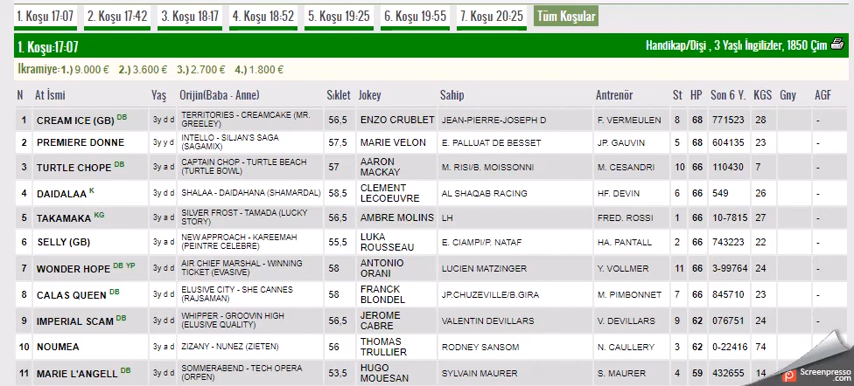 1. Koşu 17:07 2. Koşu 17:42 3. Koşu 18:17 4. Koşu 18:52 5. Koşu 19:25 6. Koşu 19:55 7. Koşu 20:25 Tüm Koşular
1. Koşu:17:07 Handikap/Dişi , 3 Yaşlı İngilizler, 1850 Çim
İkramiye: 1.) 9.000 € 2.) 3.600 € 3.) 2.700 € 4.) 1.800 €
N At İsmi Yaş Orijin(Baba - Anne) Sıklet Jokey Sahip Antrenör St HP Son 6 Y. KGS Gny AGF
1 CREAM ICE (GB) DB 3y d d TERRITORIES - CREAMCAKE (MR. GREELEY) 56,5 ENZO CRUBLET JEAN-PIERRE-JOSEPH D F. VERMEULEN 8 68 771523 28 -
2 PREMIERE DONNE 3y y d INTELLO - SILJAN'S SAGA (SAGAMIX) 57,5 MARIE VELON E. PALLUAT DE BESSET JP. GAUVIN 5 68 604135 23 -
3 TURTLE CHOPE DB 3y a d CAPTAIN CHOP - TURTLE BEACH (TURTLE BOWL) 57 AARON MACKAY M. RISI/B. MOISSONNI M. CESANDRI 10 66 110430 7 -
4 DAIDALAA K 3y d d SHALAA - DAIDAHANA (SHAMARDAL) 58,5 CLEMENT LECOEUVRE AL SHAQAB RACING HF. DEVIN 6 66 549 26 -
5 TAKAMAKA KG 3y a d SILVER FROST - TAMADA (LUCKY STORY) 56,5 AMBRE MOLINS LH FRED. ROSSI 1 66 10-7815 27 -
6 SELLY (GB) 3y a d NEW APPROACH - KAREEMAH (PEINTRE CELEBRE) 55,5 LUKA ROUSSEAU E. CIAMPI/P. NATAF HA. PANTALL 2 66 743223 22 -
7 WONDER HOPE DB YP 3y d d AIR CHIEF MARSHAL - WINNING TICKET (EVASIVE) 58 ANTONIO ORANI LUCIEN MATZINGER Y. VOLLMER 11 66 3-99764 24 -
8 CALAS QUEEN DB 3y d d ELUSIVE CITY - SHE CANNES (RAJSAMAN) 58 FRANCK BLONDEL JP.CHUZEVILLE/B.GIRA M. PIMBONNET 7 66 845710 23 -
9 IMPERIAL SCAM DB 3y d d WHIPPER - GROOVIN HIGH (ELUSIVE QUALITY) 56,5 JEROME CABRE VALENTIN DEVILLARS V. DEVILLARS 9 62 076751 24 -
10 NOUMEA 3y a d ZIZANY - NUNEZ (ZIETEN) 56 THOMAS TRULLIER RODNEY SANSOM N. CAULLERY 3 62 0-22416 74
11 MARIE L'ANGELL DB 3y d d SOMMERABEND - TECH OPERA (ORPEN) 53,5 HUGO MOUESAN SYLVAIN MAURER S. MAURER 4 59 432655 14
Screenpresso
.com